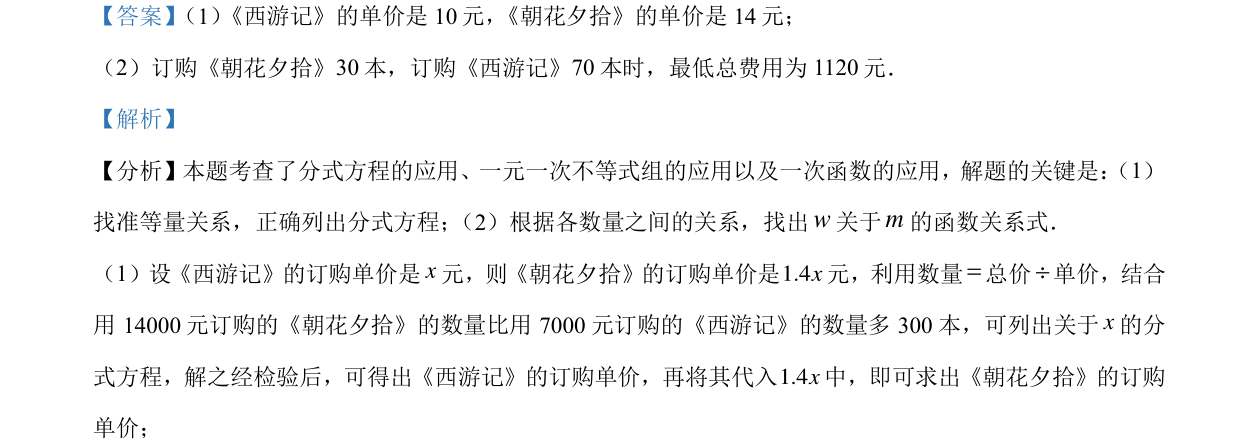 【答案】（1）《西游记》的单价是 10 元，《朝花夕拾》的单价是 14 元；
（2）订购《朝花夕拾》30 本，订购《西游记》70 本时，最低总费用为 1120 元．
【解析】
【分析】本题考查了分式方程的应用、一元一次不等式组的应用以及一次函数的应用，解题的关键是：（1）
找准等量关系，正确列出分式方程；（2）根据各数量之间的关系，找出 w 关于 m 的函数关系式．
（1）设《西游记》的订购单价是 x 元，则《朝花夕拾》的订购单价是1.4x 元，利用数量＝总价÷单价，结合
用 14000 元订购的《朝花夕拾》的数量比用 7000 元订购的《西游记》的数量多 300 本，可列出关于 x 的分
式方程，解之经检验后，可得出《西游记》的订购单价，再将其代入1.4x 中，即可求出《朝花夕拾》的订购
单价；